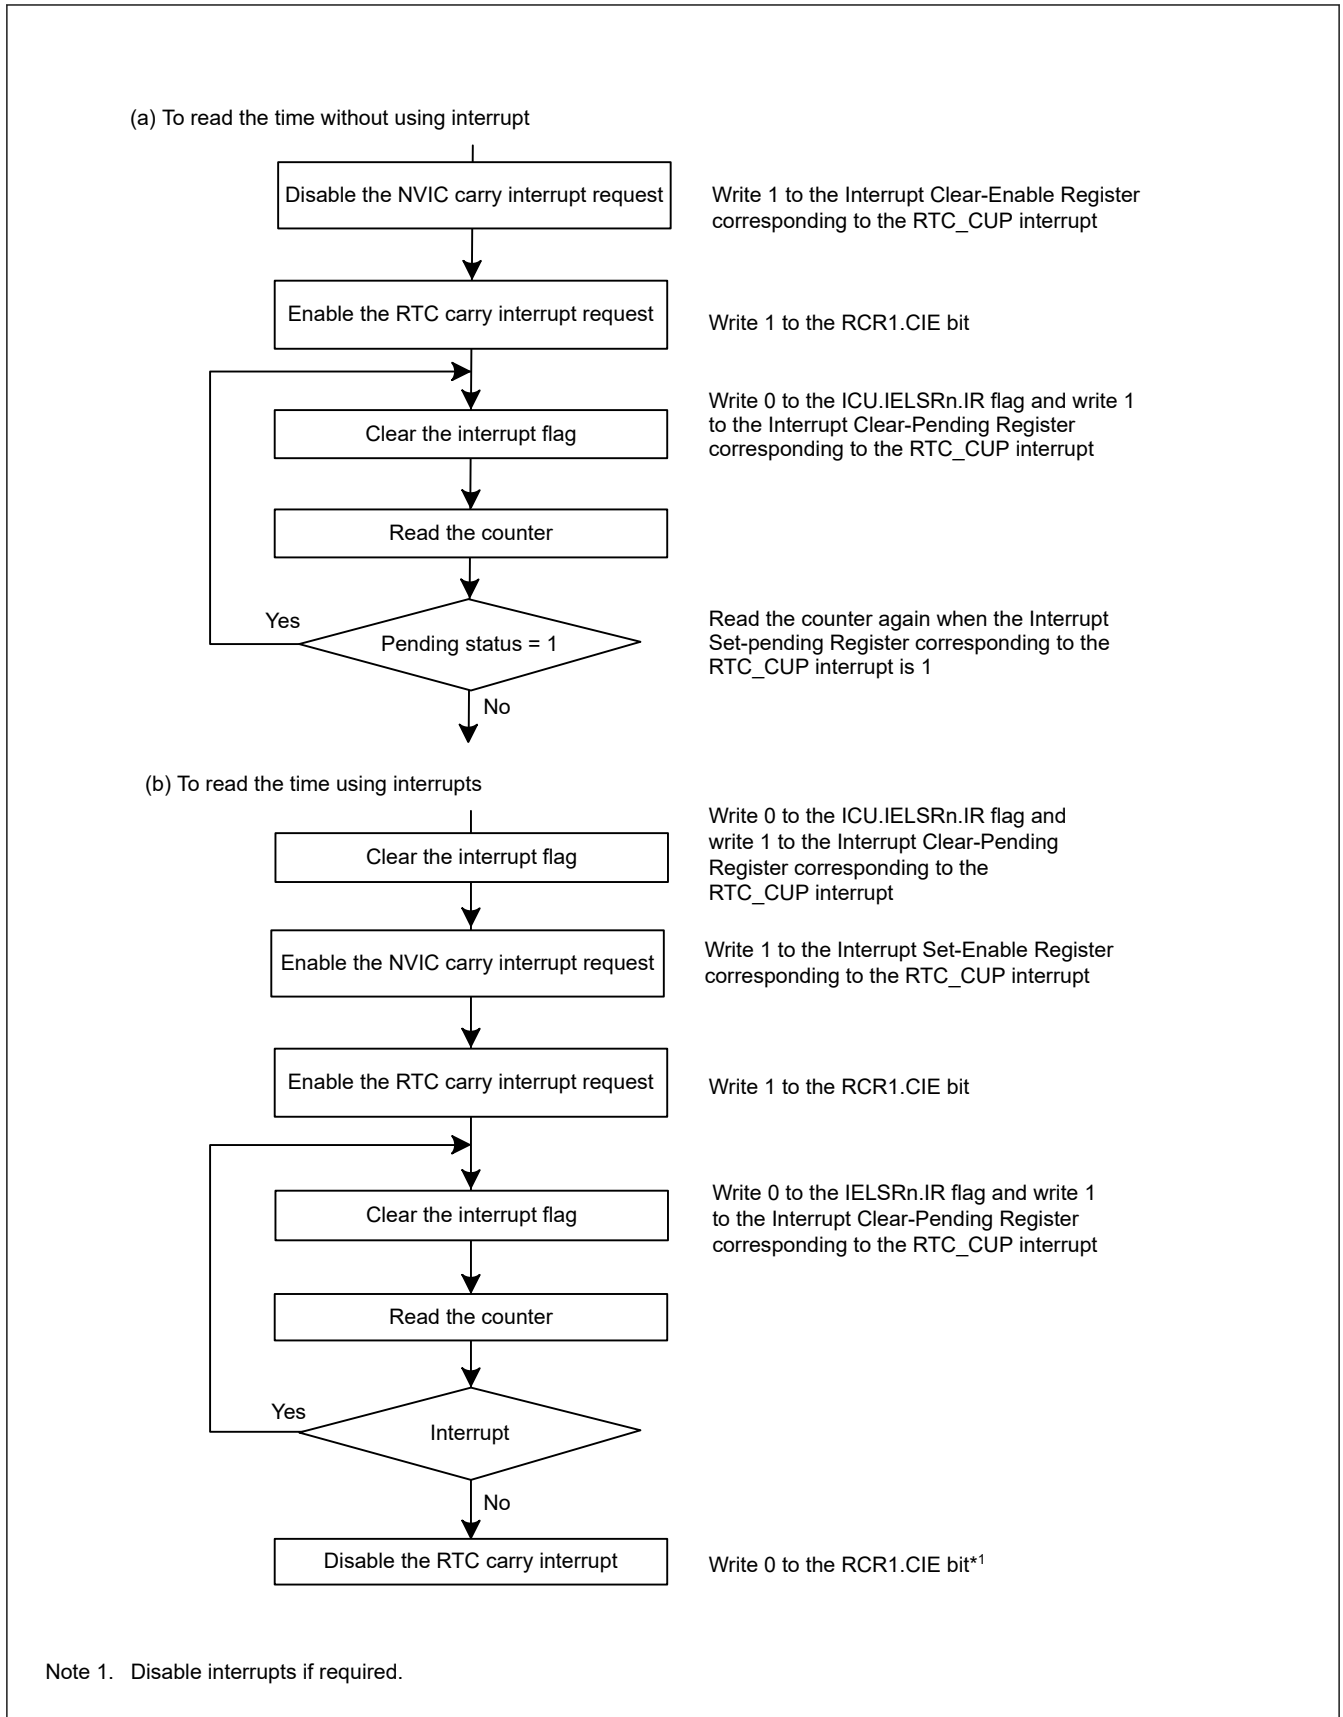 (a) To read the time without using interrupt
Disable the NVIC carry interrupt request
Write 1 to the Interrupt Clear-Enable Register
corresponding to the RTC_CUP interrupt
Enable the RTC carry interrupt request
Write 1 to the RCR1.CIE bit
Clear the interrupt flag
Write 0 to the ICU.IELSRn.IR flag and write 1
to the Interrupt Clear-Pending Register
corresponding to the RTC_CUP interrupt
Read the counter
Yes
Pending status = 1
Read the counter again when the Interrupt
Set-pending Register corresponding to the
RTC_CUP interrupt is 1
No
(b) To read the time using interrupts
Clear the interrupt flag
Write 0 to the ICU.IELSRn.IR flag and
write 1 to the Interrupt Clear-Pending
Register corresponding to the
RTC_CUP interrupt
Enable the NVIC carry interrupt request
Write 1 to the Interrupt Set-Enable Register
corresponding to the RTC_CUP interrupt
Enable the RTC carry interrupt request
Write 1 to the RCR1.CIE bit
Clear the interrupt flag
Write 0 to the IELSRn.IR flag and write 1
to the Interrupt Clear-Pending Register
corresponding to the RTC_CUP interrupt
Read the counter
Yes
Interrupt
No
Disable the RTC carry interrupt
Write 0 to the RCR1.CIE bit*1
Note 1. Disable interrupts if required.